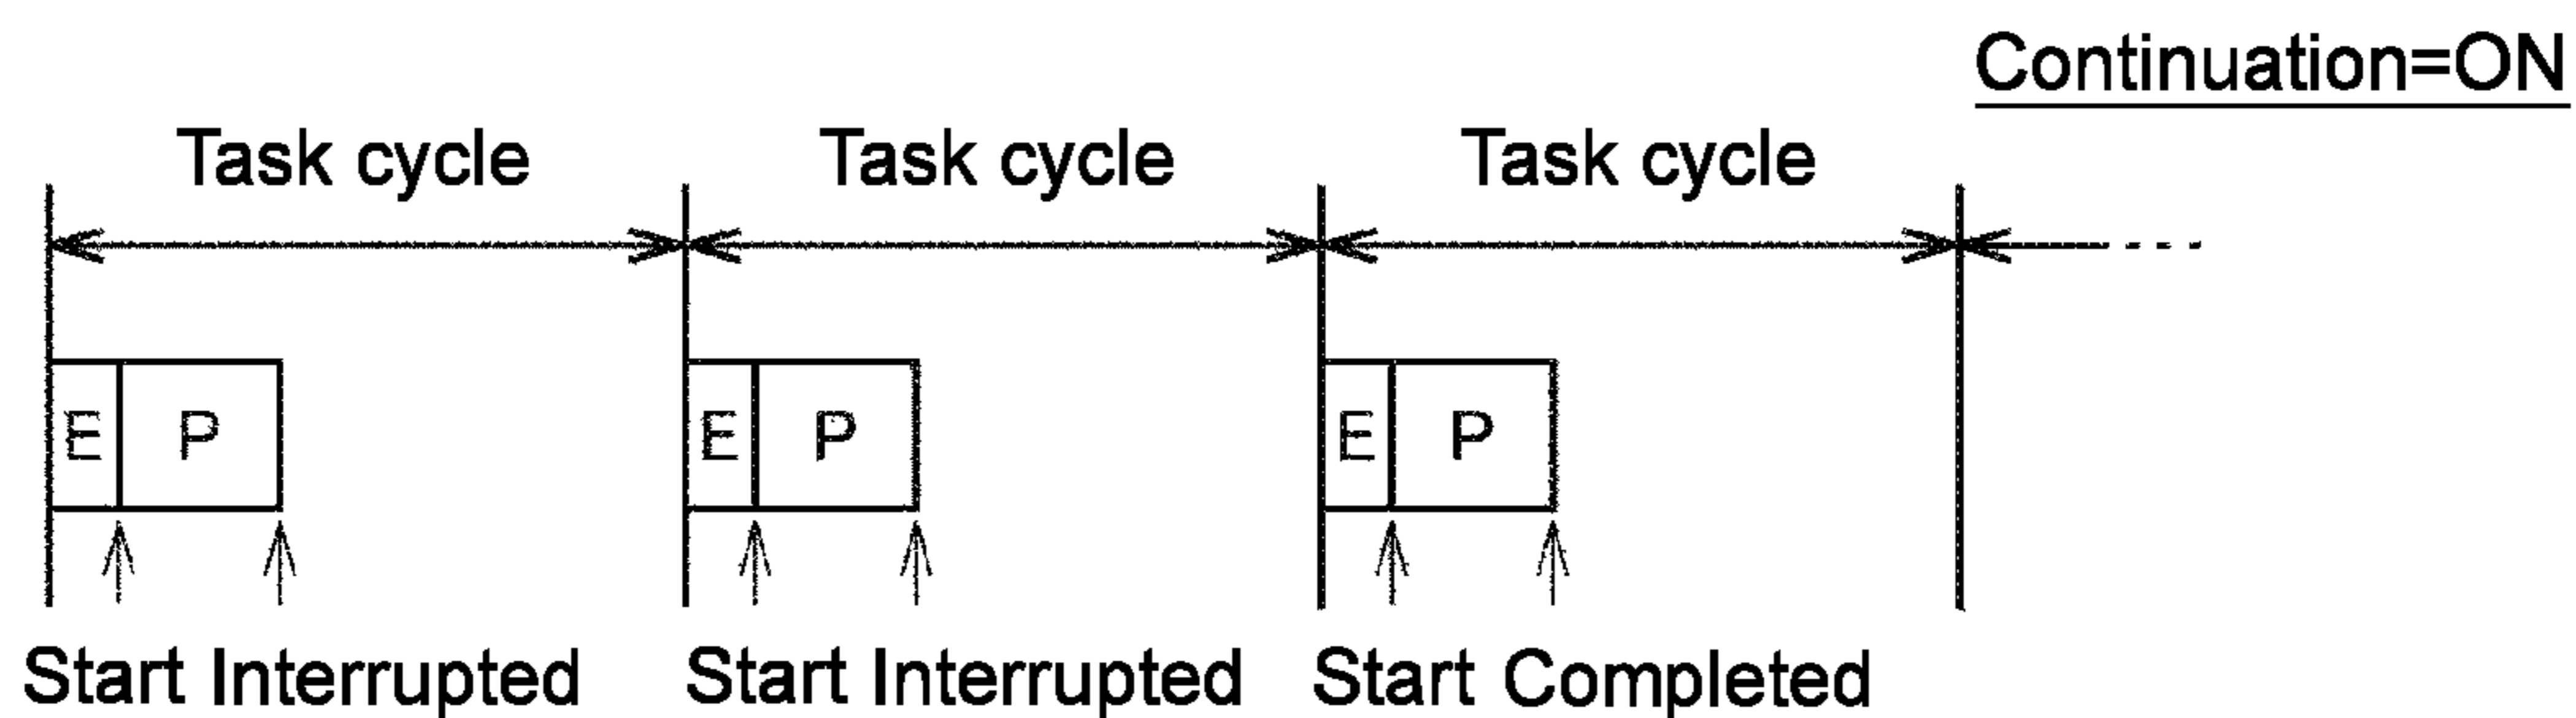 Continuation=ON
Task cycle Task cycle Task cycle
E P E P E P
Start Interrupted Start Interrupted Start Completed